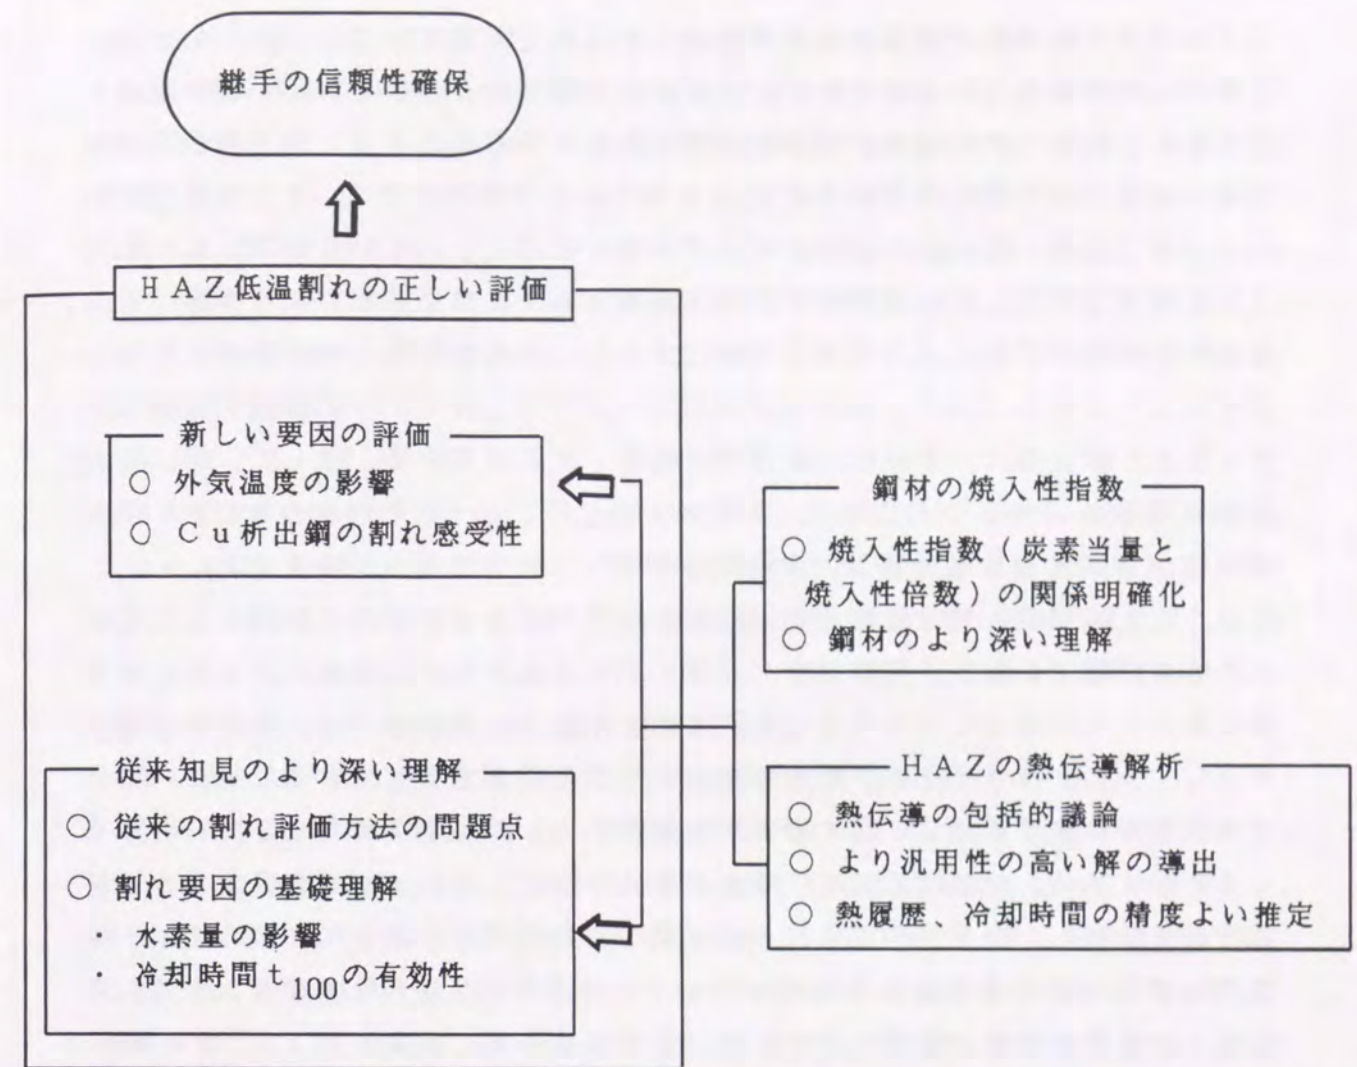 継手の信頼性確保
HAZ低温割れの正しい評価
新しい要因の評価
○ 外気温度の影響
○ Cu析出鋼の割れ感受性
従来知見のより深い理解
○ 従来の割れ評価方法の問題点
○ 割れ要因の基礎理解
水素量の影響
・ 冷却時間t100の有効性
鋼材の焼入性指数
○ 焼入性指数(炭素当量と
焼入性倍数)の関係明確化
○ 鋼材のより深い理解
HAZの熱伝導解析
○ 熱伝導の包括的議論
○ より汎用性の高い解の導出
○ 熱履歴、冷却時間の精度よい推定